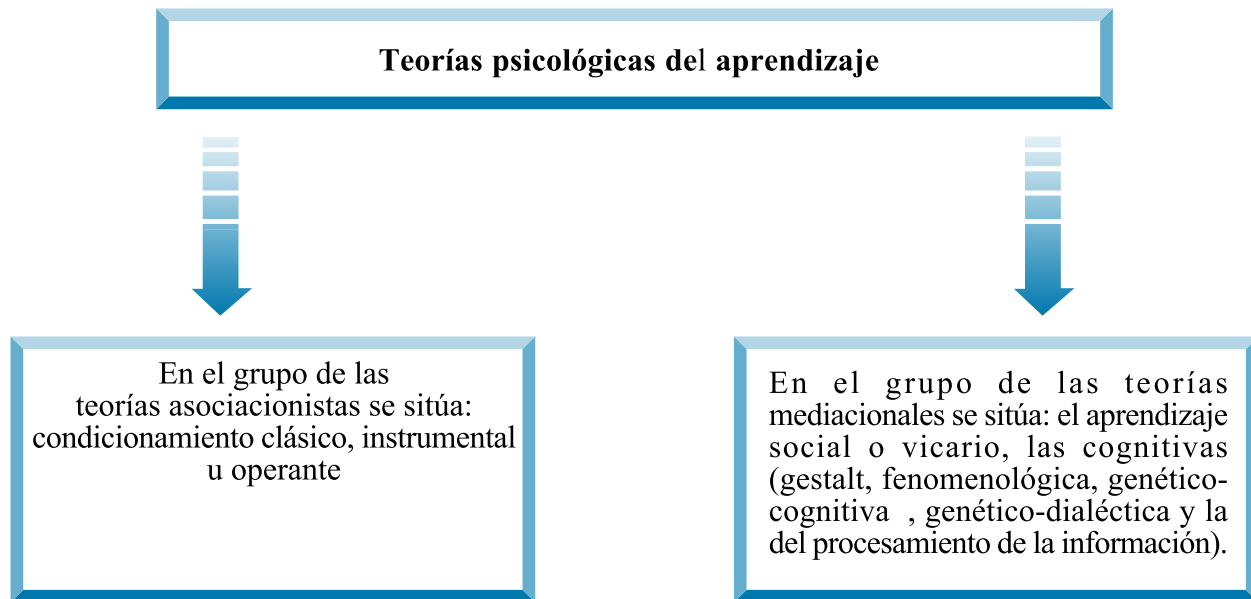 Teorías psicológicas del aprendizaje
En el grupo de las
teorías asociacionistas se sitúa:
condicionamiento clásico, instrumental
u operante
En el grupo de las teorías
mediacionales se sitúa: el aprendizaje
social o vicario, las cognitivas
(gestalt, fenomenológica, genético-
cognitiva , genético-dialéctica y la
del procesamiento de la información).